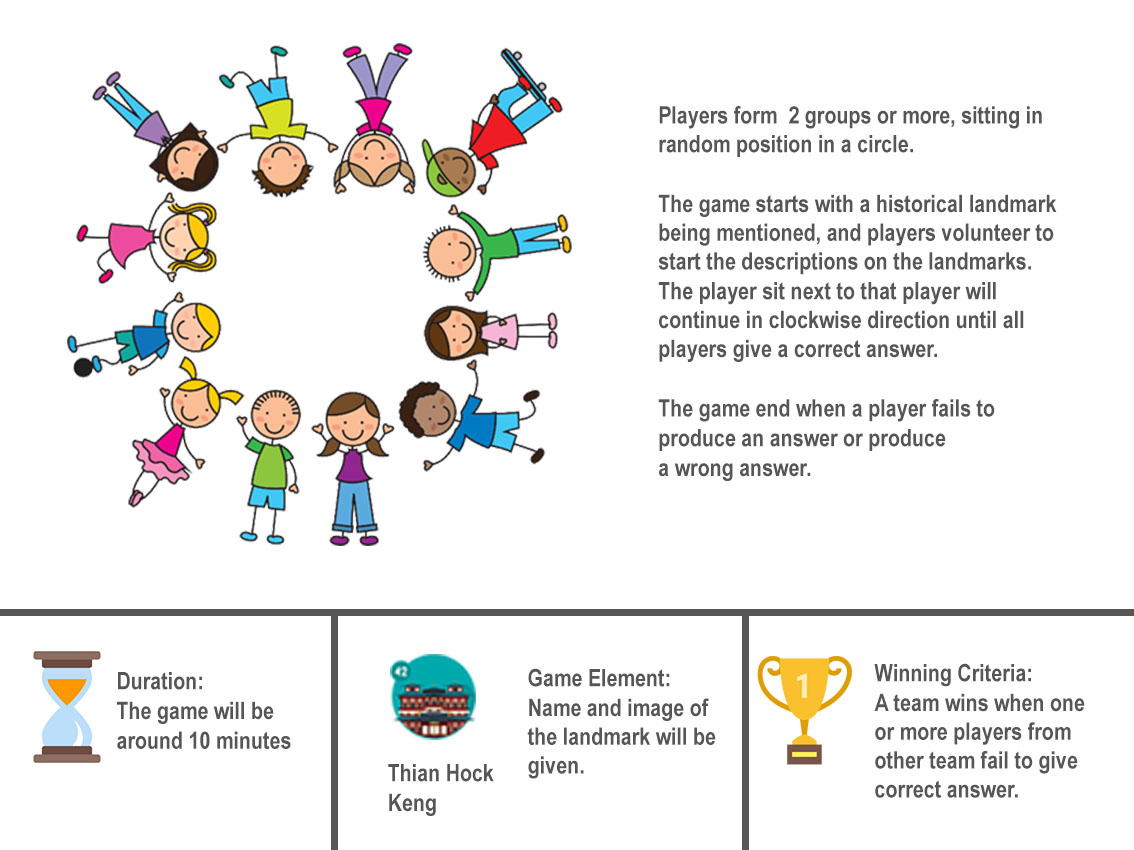 Players form  2 groups or more, sitting in
random position in a circle.
The game starts with a historical landmark
being mentioned, and players volunteer to
start the descriptions on the landmarks.
The player sit next to that player will
continue in clockwise direction until all
players give a correct answer.
The game end when a player fails to
produce an answer or produce
a wrong answer.
Duration:
The game will be
around 10 minutes
42
Thian Hock
Keng
Game Element:
Name and image of
the landmark will be
given.
1
Winning Criteria:
A team wins when one
or more players from
other team fail to give
correct answer.